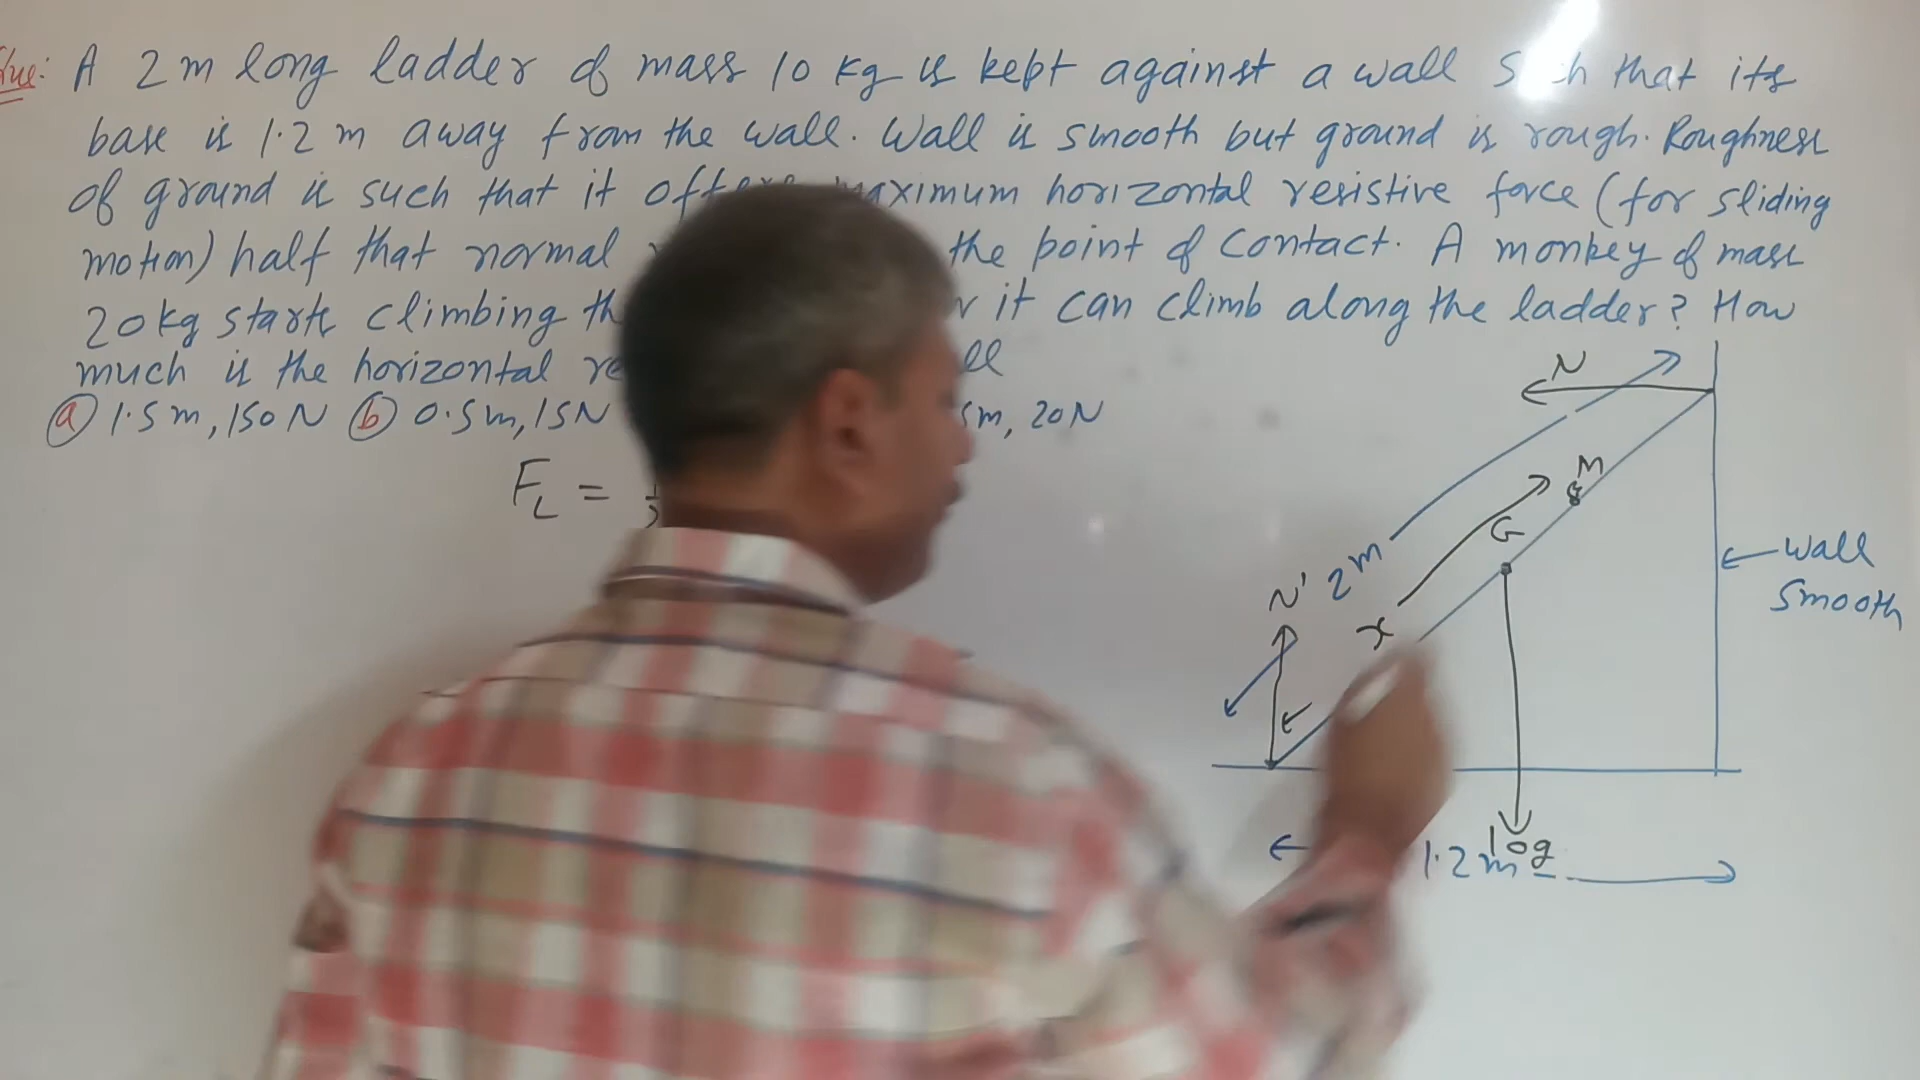 Que: A 2m long ladder of mass 10 kg is kept against a wall such that its
base is 1.2 m away from the wall. Wall is smooth but ground is rough. Roughness
of ground is such that it offers maximum horizontal resistive force (for sliding
motion) half that normal the point of contact. A monkey of mass
20kg starts climbing it can climb along the ladder? How
much is the horizontal
(a) 1.5m, 150N (b) 0.5m, 15N 5m, 20N
F_L =
N
M
G
wall
smooth
2m
N'
x
10g
1.2m